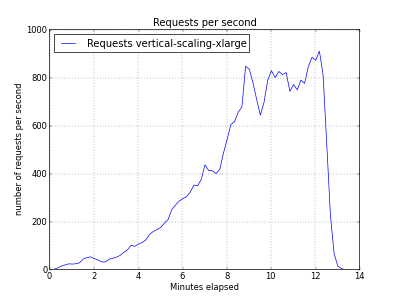 Requests per second
Requests vertical-scaling-xlarge
number of requests per second
1000
800
600
400
200
0
0 2 4 6 8 10 12 14
Minutes elapsed